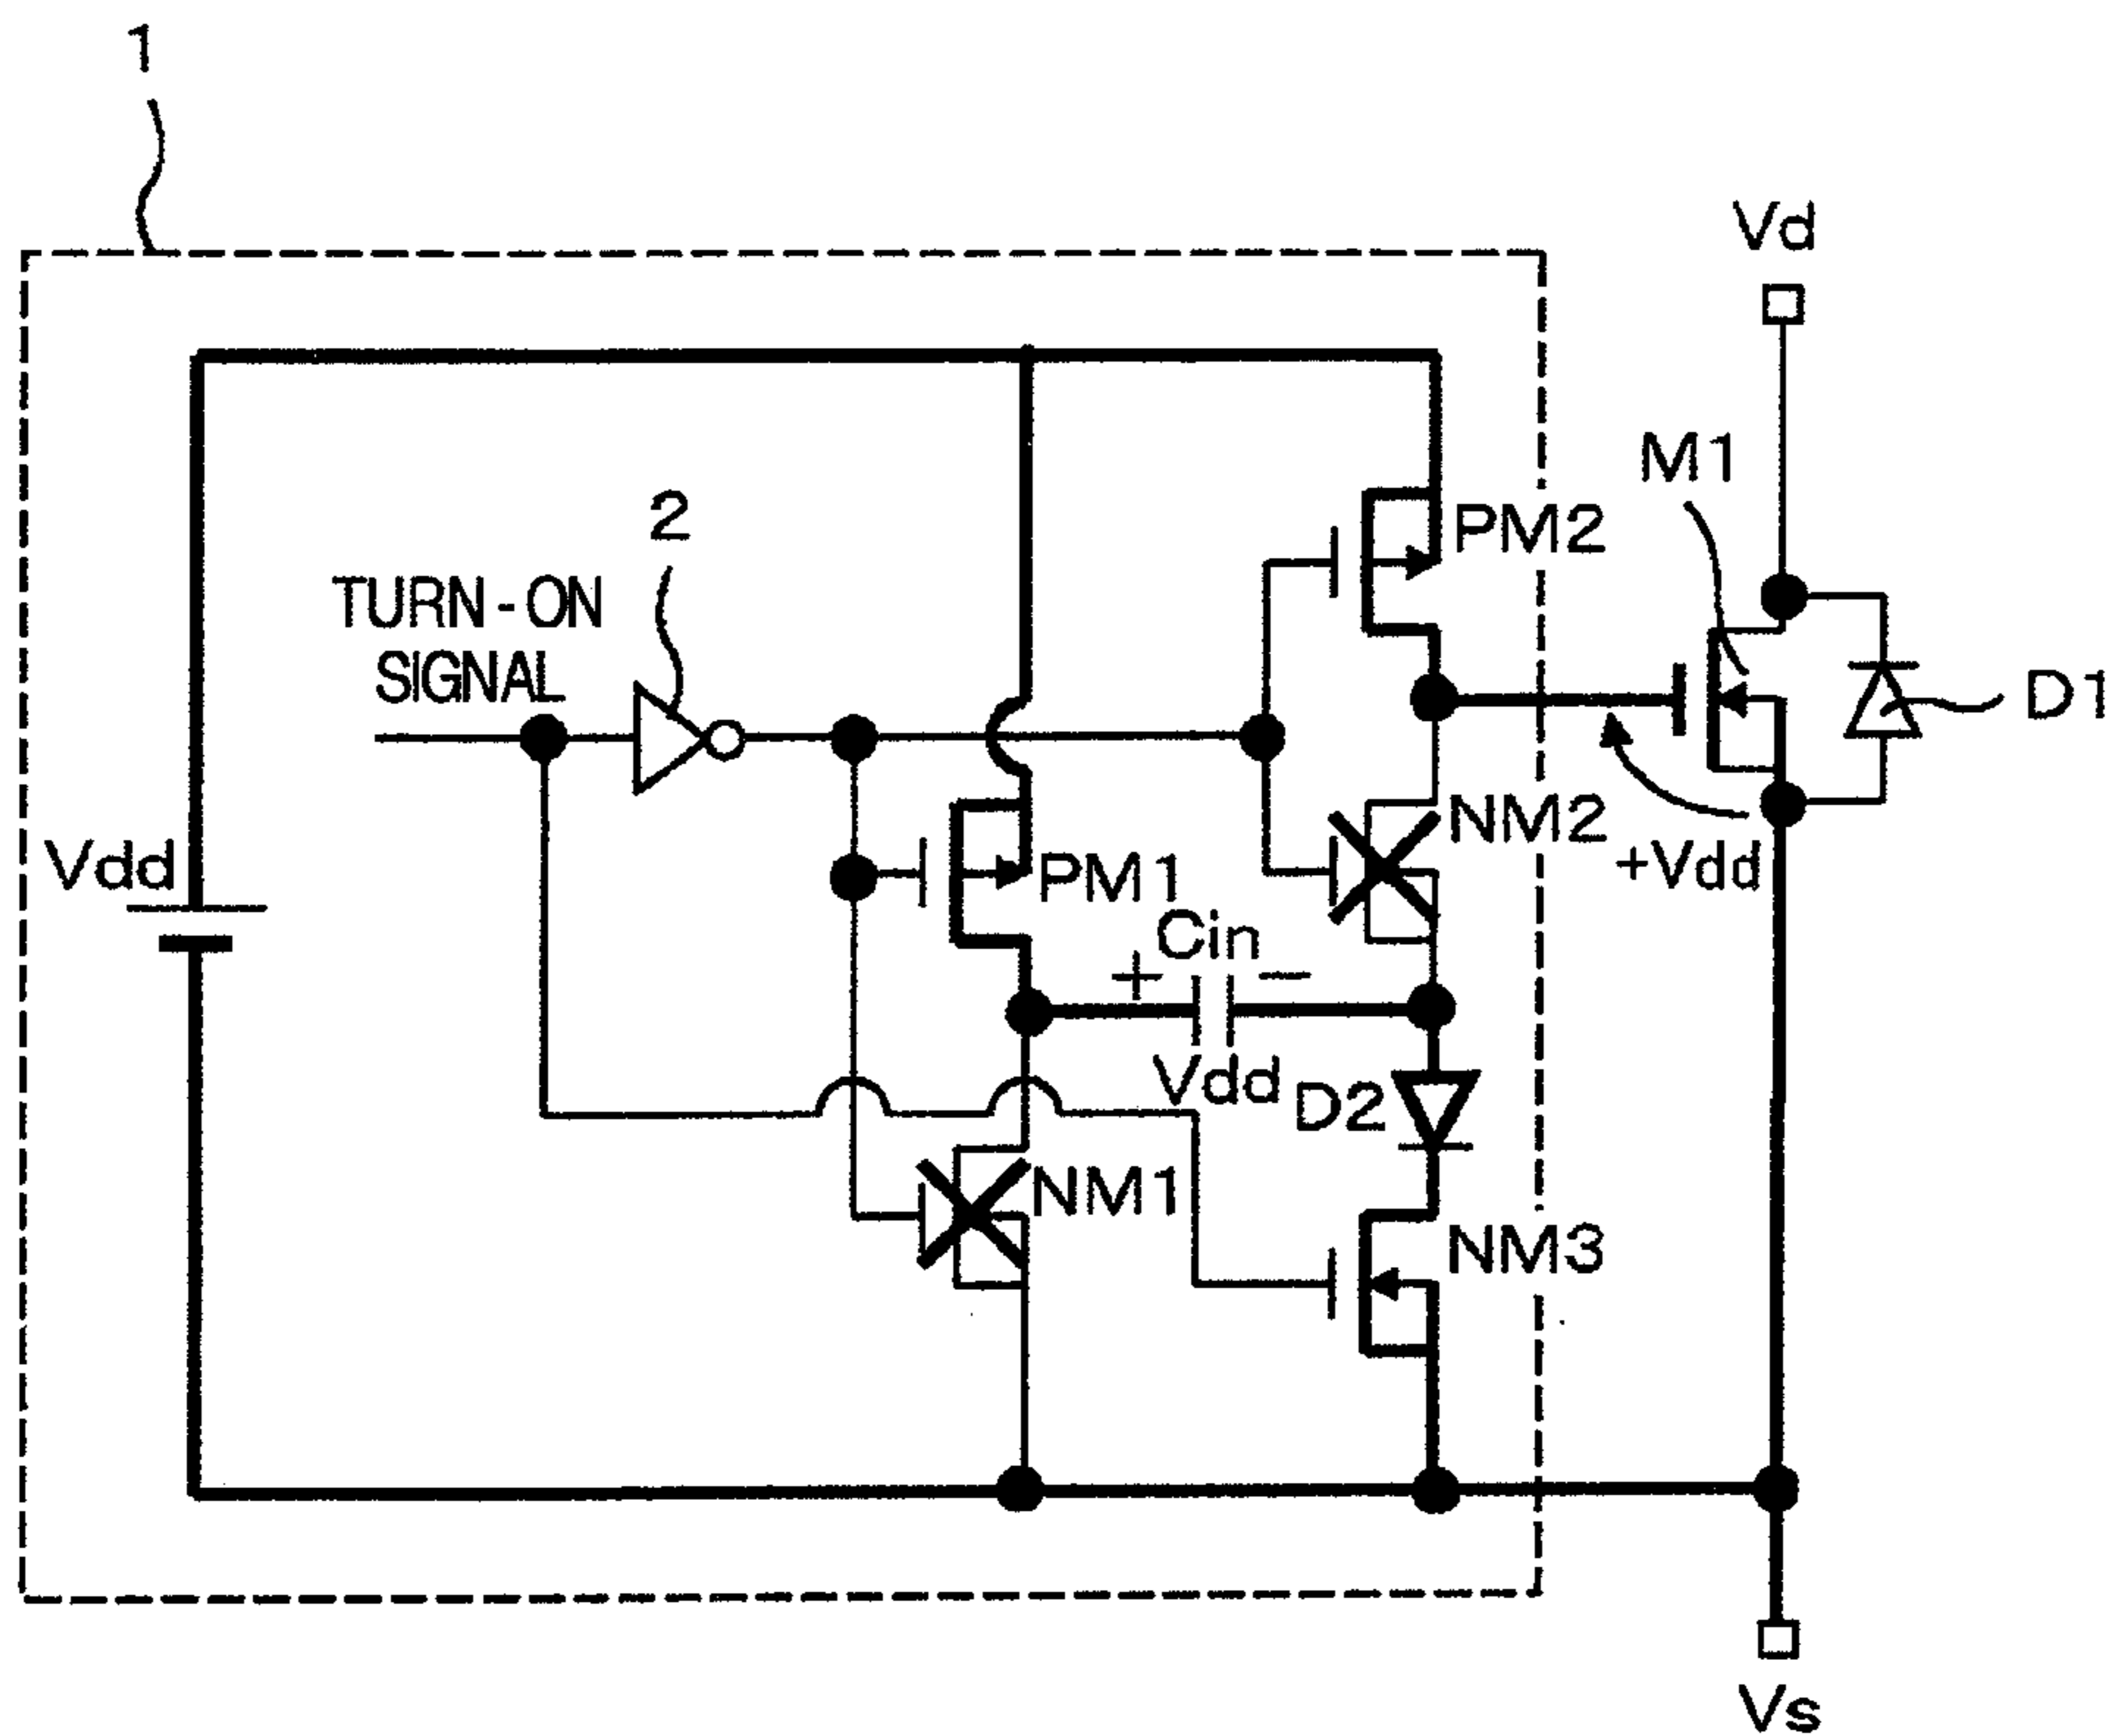 1
Vd
M1
2
PM2
TURN-ON
SIGNAL
D1
NM2
Vdd
PM1
+Vdd
Cin
+
−
Vdd
D2
NM1
NM3
Vs